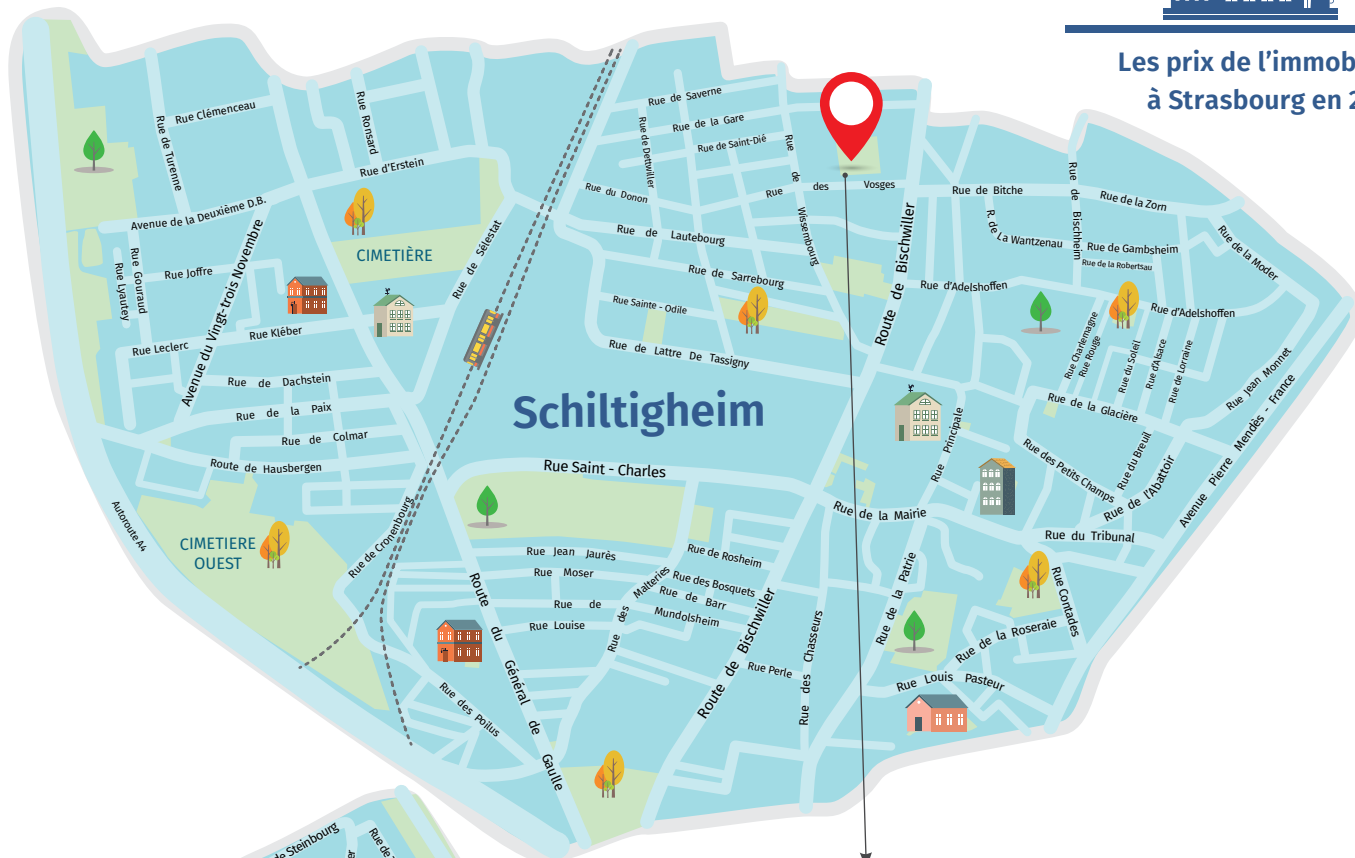 Les prix de l'immob
à Strasbourg en 2
Rue Clémenceau
Rue de Turenne
Rue Ronsard
Rue d'Erstein
Avenue de la Deuxième D.B.
CIMETIÈRE
Rue de Sélestat
Rue Joffre
Rue Gouraud
Rue Lyautey
Avenue du Vingt-trois Novembre
Rue Kléber
Rue Leclerc
Rue de Dachstein
Rue de la Paix
Rue de Colmar
Route de Hausbergen
Autoroute A4
CIMETIERE
OUEST
Rue de Cronenbourg
Rue de Saverne
Rue de la Gare
Rue de Saint-Dié
Rue de Dettwiller
Rue du Donon
Rue de Wissembourg
Rue des Vosges
Rue de Lautebourg
Rue de Sarrebourg
Rue Sainte - Odile
Rue de Lattre De Tassigny
Route de Bischwiller
Rue de Bitche
R. de La Wantzenau
Rue de Bischheim
Rue de la Zorn
Rue de Gambsheim
Rue de la Robertsau
Rue de la Moder
Rue d'Adelshoffen
Rue d'Adelshoffen
Rue Charlemagne
Rue Rouge
Rue du Soleil
Rue d'Alsace
Rue de Lorraine
Rue Jean Monnet
Avenue Pierre Mendès - France
Rue de la Glacière
Rue Principale
Rue des Petits Champs
Rue du Breuil
Rue de l'Abattoir
Schiltigheim
Rue Saint - Charles
Rue de la Mairie
Rue du Tribunal
Rue Jean Jaurès
Rue Moser
Rue de
Rue Louise
Rue des Malteries
Rue de Rosheim
Rue des Bosquets
Rue de Barr
Mundolsheim
Route de Bischwiller
Rue Perle
Rue des Chasseurs
Rue de la Patrie
Rue Contades
Rue de la Roseraie
Rue Louis Pasteur
Route du Général de Gaulle
Rue des Poilus
de Steinbourg
Rue de